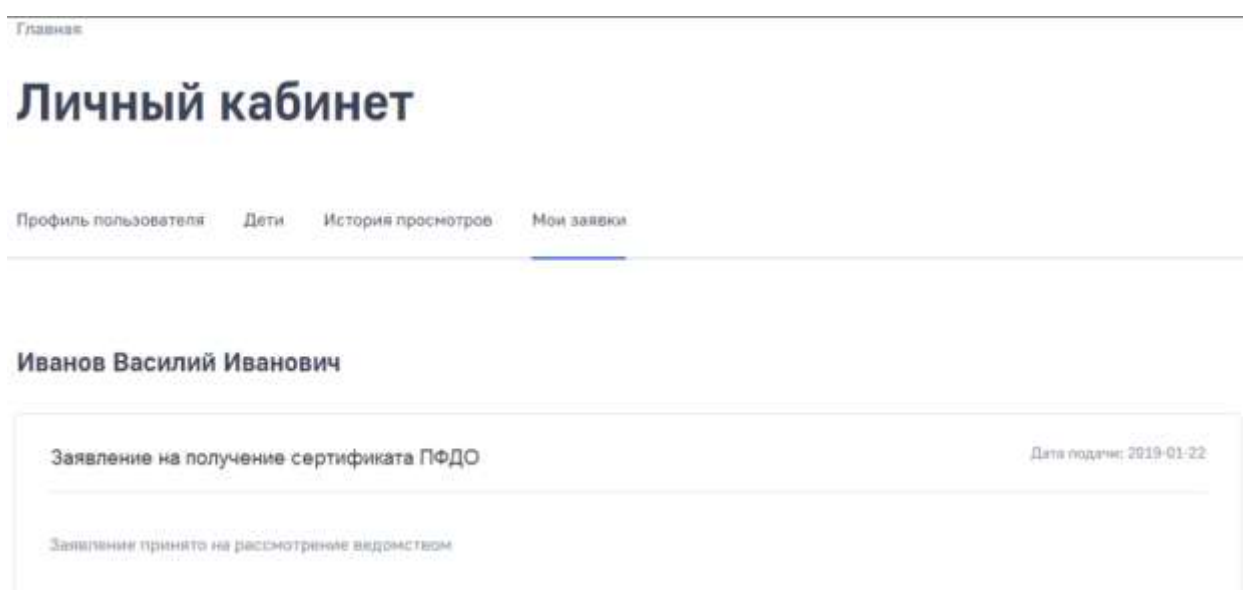 Главная
Личный кабинет
Профиль пользователя Дети История просмотров Мои заявки
Иванов Василий Иванович
Заявление на получение сертификата ПФДО Дата подачи: 2019-01-22
Заявление принято на рассмотрение ведомством